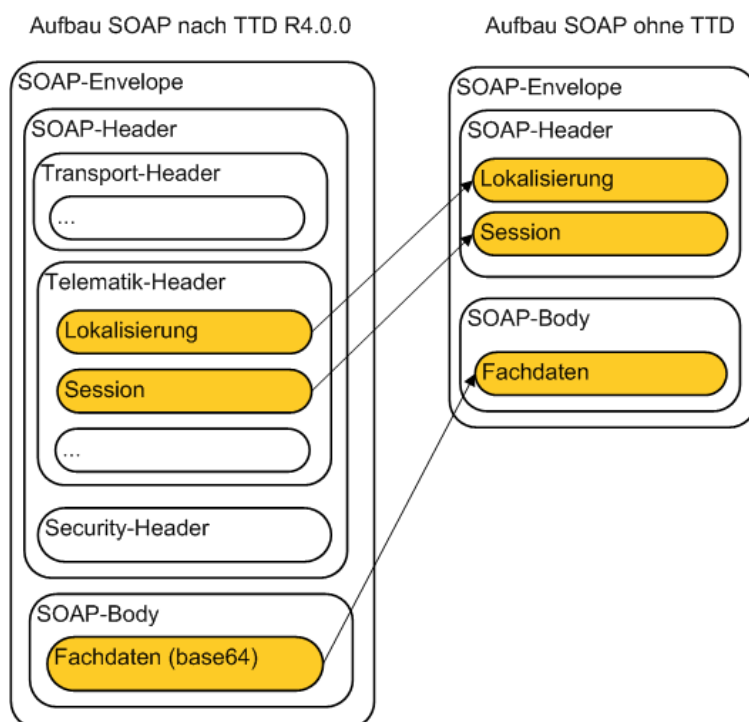 Aufbau SOAP nach TTD R4.0.0
SOAP-Envelope
SOAP-Header
Transport-Header
...
Telematik-Header
Lokalisierung
Session
...
Security-Header
SOAP-Body
Fachdaten (base64)
Aufbau SOAP ohne TTD
SOAP-Envelope
SOAP-Header
Lokalisierung
Session
SOAP-Body
Fachdaten